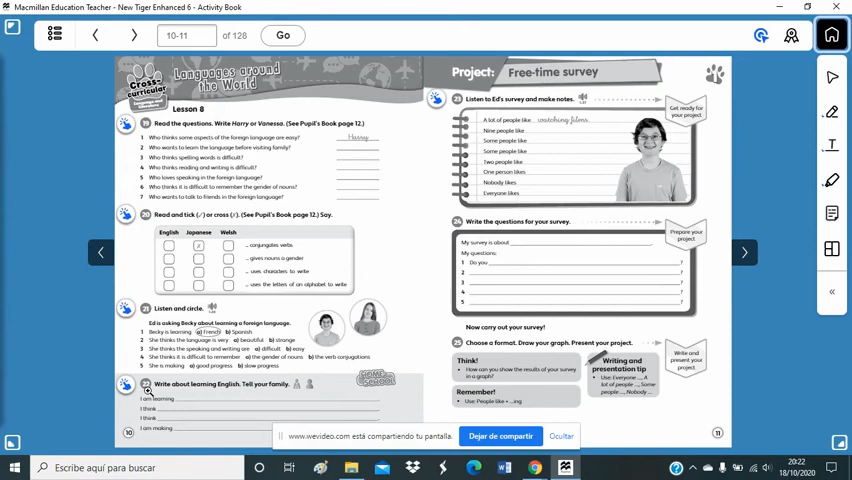 Macmillan Education Teacher - New Tiger Enhanced 6 - Activity Book
10-11 of 128 Go
Cross-curricular
Language and literature
Languages around the World
Lesson 8
19 Read the questions. Write Harry or Vanessa. (See Pupil's Book page 12.)
1 Who thinks some aspects of the foreign language are easy? Harry
2 Who wants to learn the language before visiting family?
3 Who thinks spelling words is difficult?
4 Who thinks reading and writing is difficult?
5 Who loves speaking in the foreign language?
6 Who thinks it is difficult to remember the gender of nouns?
7 Who wants to talk to friends in the foreign language?
20 Read and tick (✓) or cross (✗). (See Pupil's Book page 12.) Say.
English Japanese Welsh
✗ ... conjugates verbs
... gives nouns a gender
... uses characters to write
... uses the letters of an alphabet to write
21 Listen and circle.
Ed is asking Becky about learning a foreign language.
1 Becky is learning a) French b) Spanish
2 She thinks the language is very a) beautiful b) strange
3 She thinks the speaking and writing are a) difficult b) easy
4 She thinks it is difficult to remember a) the gender of nouns b) the verb conjugations
5 She is making a) good progress b) slow progress
HOME SCHOOL
22 Write about learning English. Tell your family.
I am learning
I think
I think
I am making
10
Project: Free-time survey
1
23 Listen to Ed's survey and make notes.
Get ready for your project
A lot of people like watching films.
Nine people like
Some people like
Some people like
Two people like
One person likes
Nobody likes
Everyone likes
24 Write the questions for your survey.
Prepare your project
My survey is about
My questions:
1 Do you ?
2 ?
3 ?
4 ?
5 ?
Now carry out your survey!
25 Choose a format. Draw your graph. Present your project.
Write and present your project
Think!
• How can you show the results of your survey in a graph?
Remember!
• Use: People like + ...ing
Writing and presentation tip
• Use: Everyone ..., A lot of people ..., Some people ..., Nobody ...
11
www.wevideo.com está compartiendo tu pantalla. Dejar de compartir Ocultar
Escribe aquí para buscar
20:22
18/10/2020